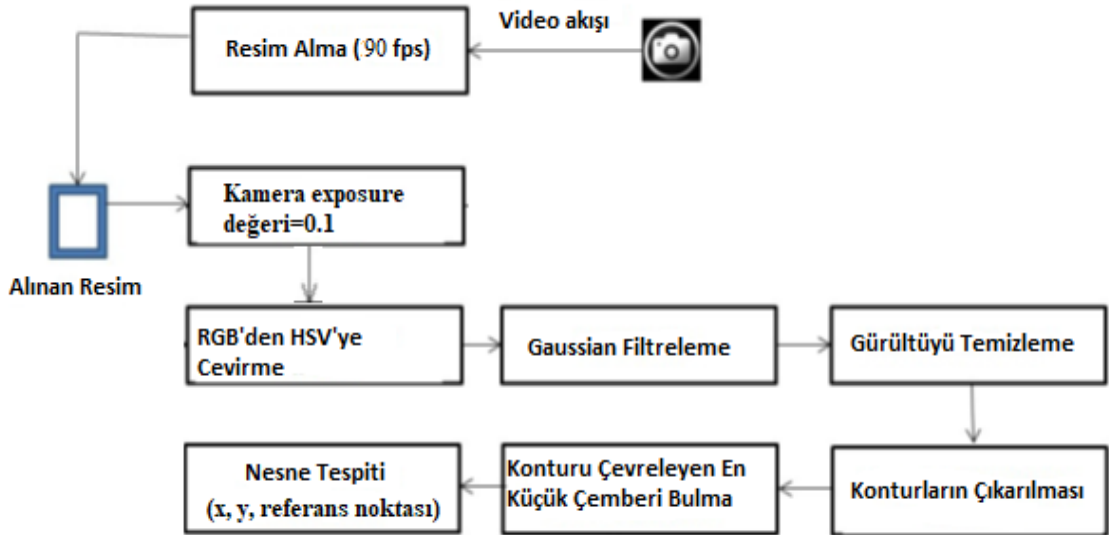 Video akışı
Resim Alma (90 fps)
Kamera exposure
değeri=0.1
Alınan Resim
RGB'den HSV'ye
Cevirme
Gaussian Filtreleme
Gürültüyü Temizleme
Konturların Çıkarılması
Konturu Çevreleyen En
Küçük Çemberi Bulma
Nesne Tespiti
(x, y, referans noktası)